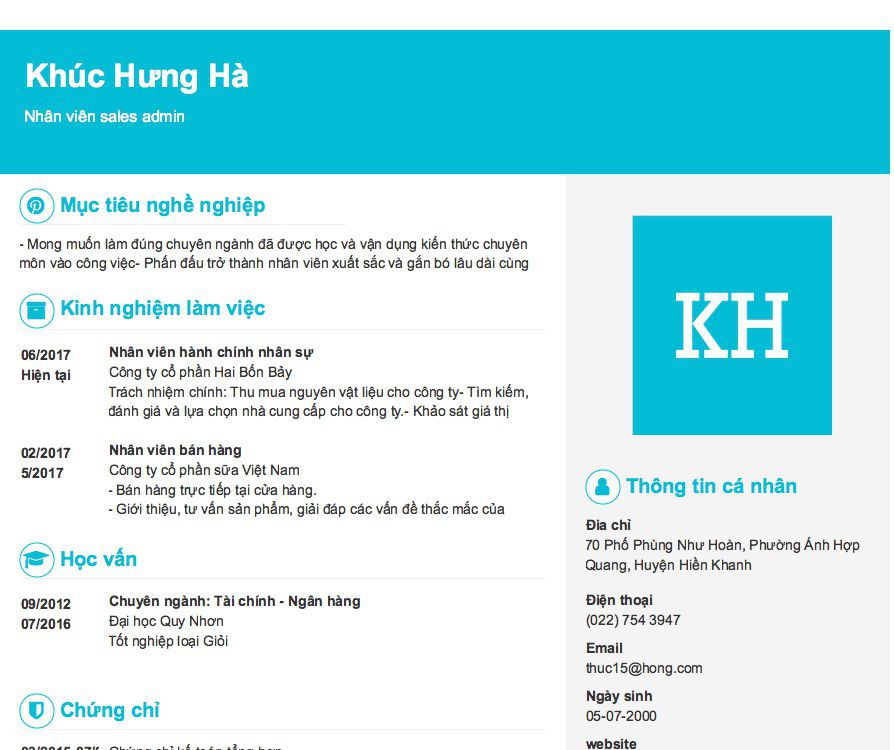 Khúc Hưng Hà
Nhân viên sales admin
Mục tiêu nghề nghiệp
- Mong muốn làm đúng chuyên ngành đã được học và vận dụng kiến thức chuyên
môn vào công việc- Phấn đấu trở thành nhân viên xuất sắc và gắn bó lâu dài cùng
Kinh nghiệm làm việc
06/2017
Hiện tại
Nhân viên hành chính nhân sự
Công ty cổ phần Hai Bốn Bảy
Trách nhiệm chính: Thu mua nguyên vật liệu cho công ty- Tìm kiếm,
đánh giá và lựa chọn nhà cung cấp cho công ty.- Khảo sát giá thị
02/2017
5/2017
Nhân viên bán hàng
Công ty cổ phần sữa Việt Nam
- Bán hàng trực tiếp tại cửa hàng.
- Giới thiệu, tư vấn sản phẩm, giải đáp các vấn đề thắc mắc của
Học vấn
09/2012
07/2016
Chuyên ngành: Tài chính - Ngân hàng
Đại học Quy Nhơn
Tốt nghiệp loại Giỏi
Chứng chỉ
Chứng chỉ kế toán tổng hợp
KH
Thông tin cá nhân
Địa chỉ
70 Phố Phùng Như Hoàn, Phường Ánh Hợp
Quang, Huyện Hiền Khanh
Điện thoại
(022) 754 3947
Email
thuc15@hong.com
Ngày sinh
05-07-2000
website